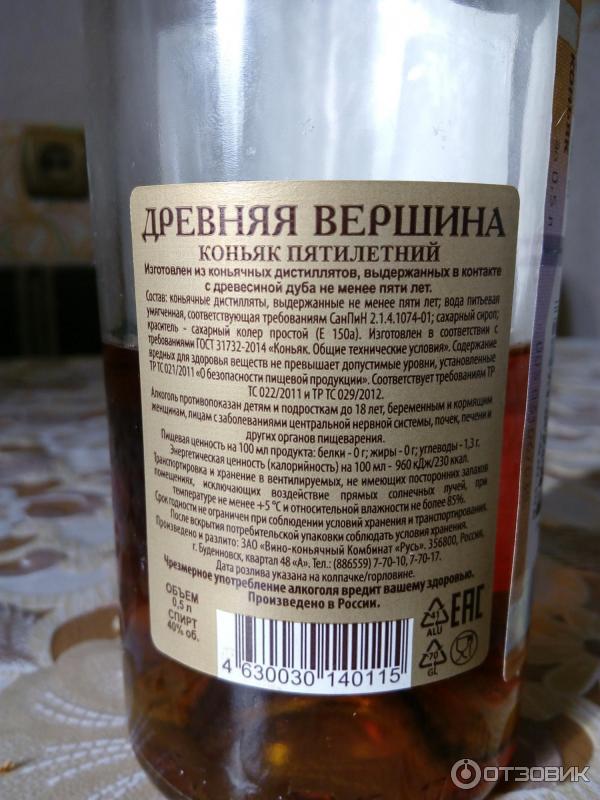 ДРЕВНЯЯ ВЕРШИНА
КОНЬЯК ПЯТИЛЕТНИЙ
Изготовлен из коньячных дистиллятов, выдержанных в контакте
с древесиной дуба не менее пяти лет.
Состав: коньячные дистилляты, выдержанные не менее пяти лет; вода питьевая
умягченная, соответствующая требованиям СанПиН 2.1.4.1074-01; сахарный сироп;
краситель - сахарный колер простой (Е 150а). Изготовлен в соответствии с
требованиями ГОСТ 31732-2014 «Коньяк. Общие технические условия». Содержание
вредных для здоровья веществ не превышает допустимые уровни, установленные
ТР ТС 021/2011 «О безопасности пищевой продукции». Соответствует требованиям ТР
ТС 022/2011 и ТР ТС 029/2012.
Алкоголь противопоказан детям и подросткам до 18 лет, беременным и кормящим
женщинам, лицам с заболеваниями центральной нервной системы, почек, печени и
других органов пищеварения.
Пищевая ценность на 100 мл продукта: белки - 0 г; жиры - 0 г; углеводы - 1,3 г.
Энергетическая ценность (калорийность) на 100 мл - 960 кДж/230 ккал.
Транспортировка и хранение в вентилируемых, не имеющих посторонних запахов
помещениях, исключающих воздействие прямых солнечных лучей, при
температуре не менее +5 °С и относительной влажности не более 85%.
Срок годности не ограничен при соблюдении условий хранения и транспортирования.
После вскрытия потребительской упаковки соблюдать условия хранения.
Произведено и разлито: ЗАО «Вино-коньячный Комбинат «Русь». 356800, Россия,
г. Буденновск, квартал 48 «А». Тел.: (886559) 7-70-10, 7-70-17.
Дата розлива указана на колпачке/горловине.
Чрезмерное употребление алкоголя вредит вашему здоровью.
Произведено в России.
ОБЪЕМ
0,5 л
СПИРТ
40% об.
4 630030 140115
41
ALU
EAC
70
GL
ОТЗОВИК